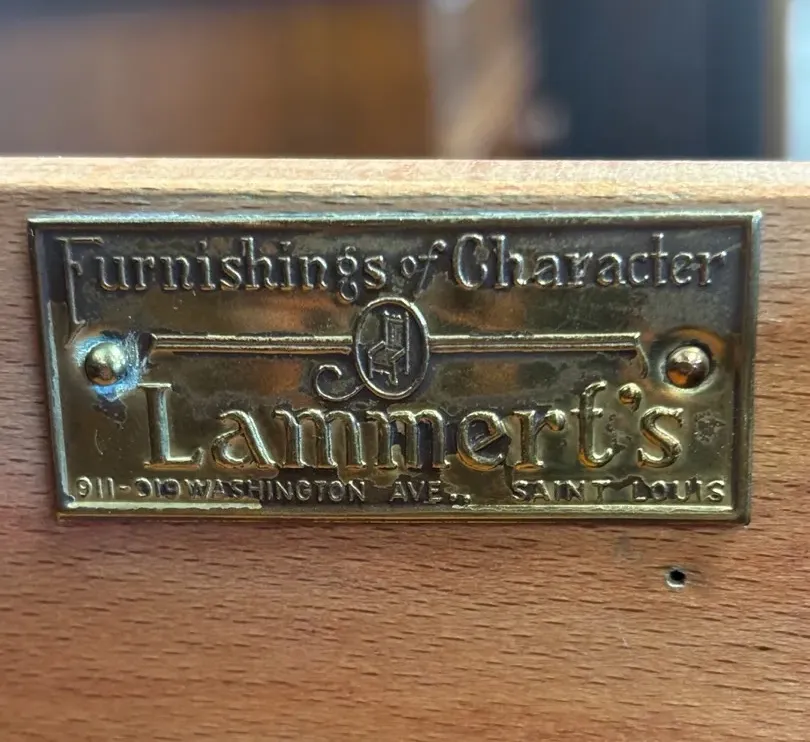 Furnishings of Character
Lammert's
911-919 WASHINGTON AVE., SAINT LOUIS